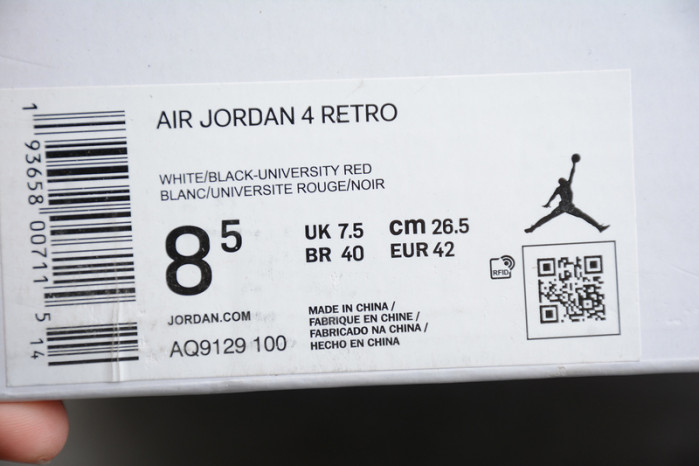 AIR JORDAN 4 RETRO
WHITE/BLACK-UNIVERSITY RED
BLANC/UNIVERSITE ROUGE/NOIR
8⁵
UK 7.5 cm 26.5
BR 40 EUR 42
RFID
JORDAN.COM
AQ9129 100
MADE IN CHINA /
FABRIQUE EN CHINE /
FABRICADO NA CHINA /
HECHO EN CHINA
1 93658 00711 5 14